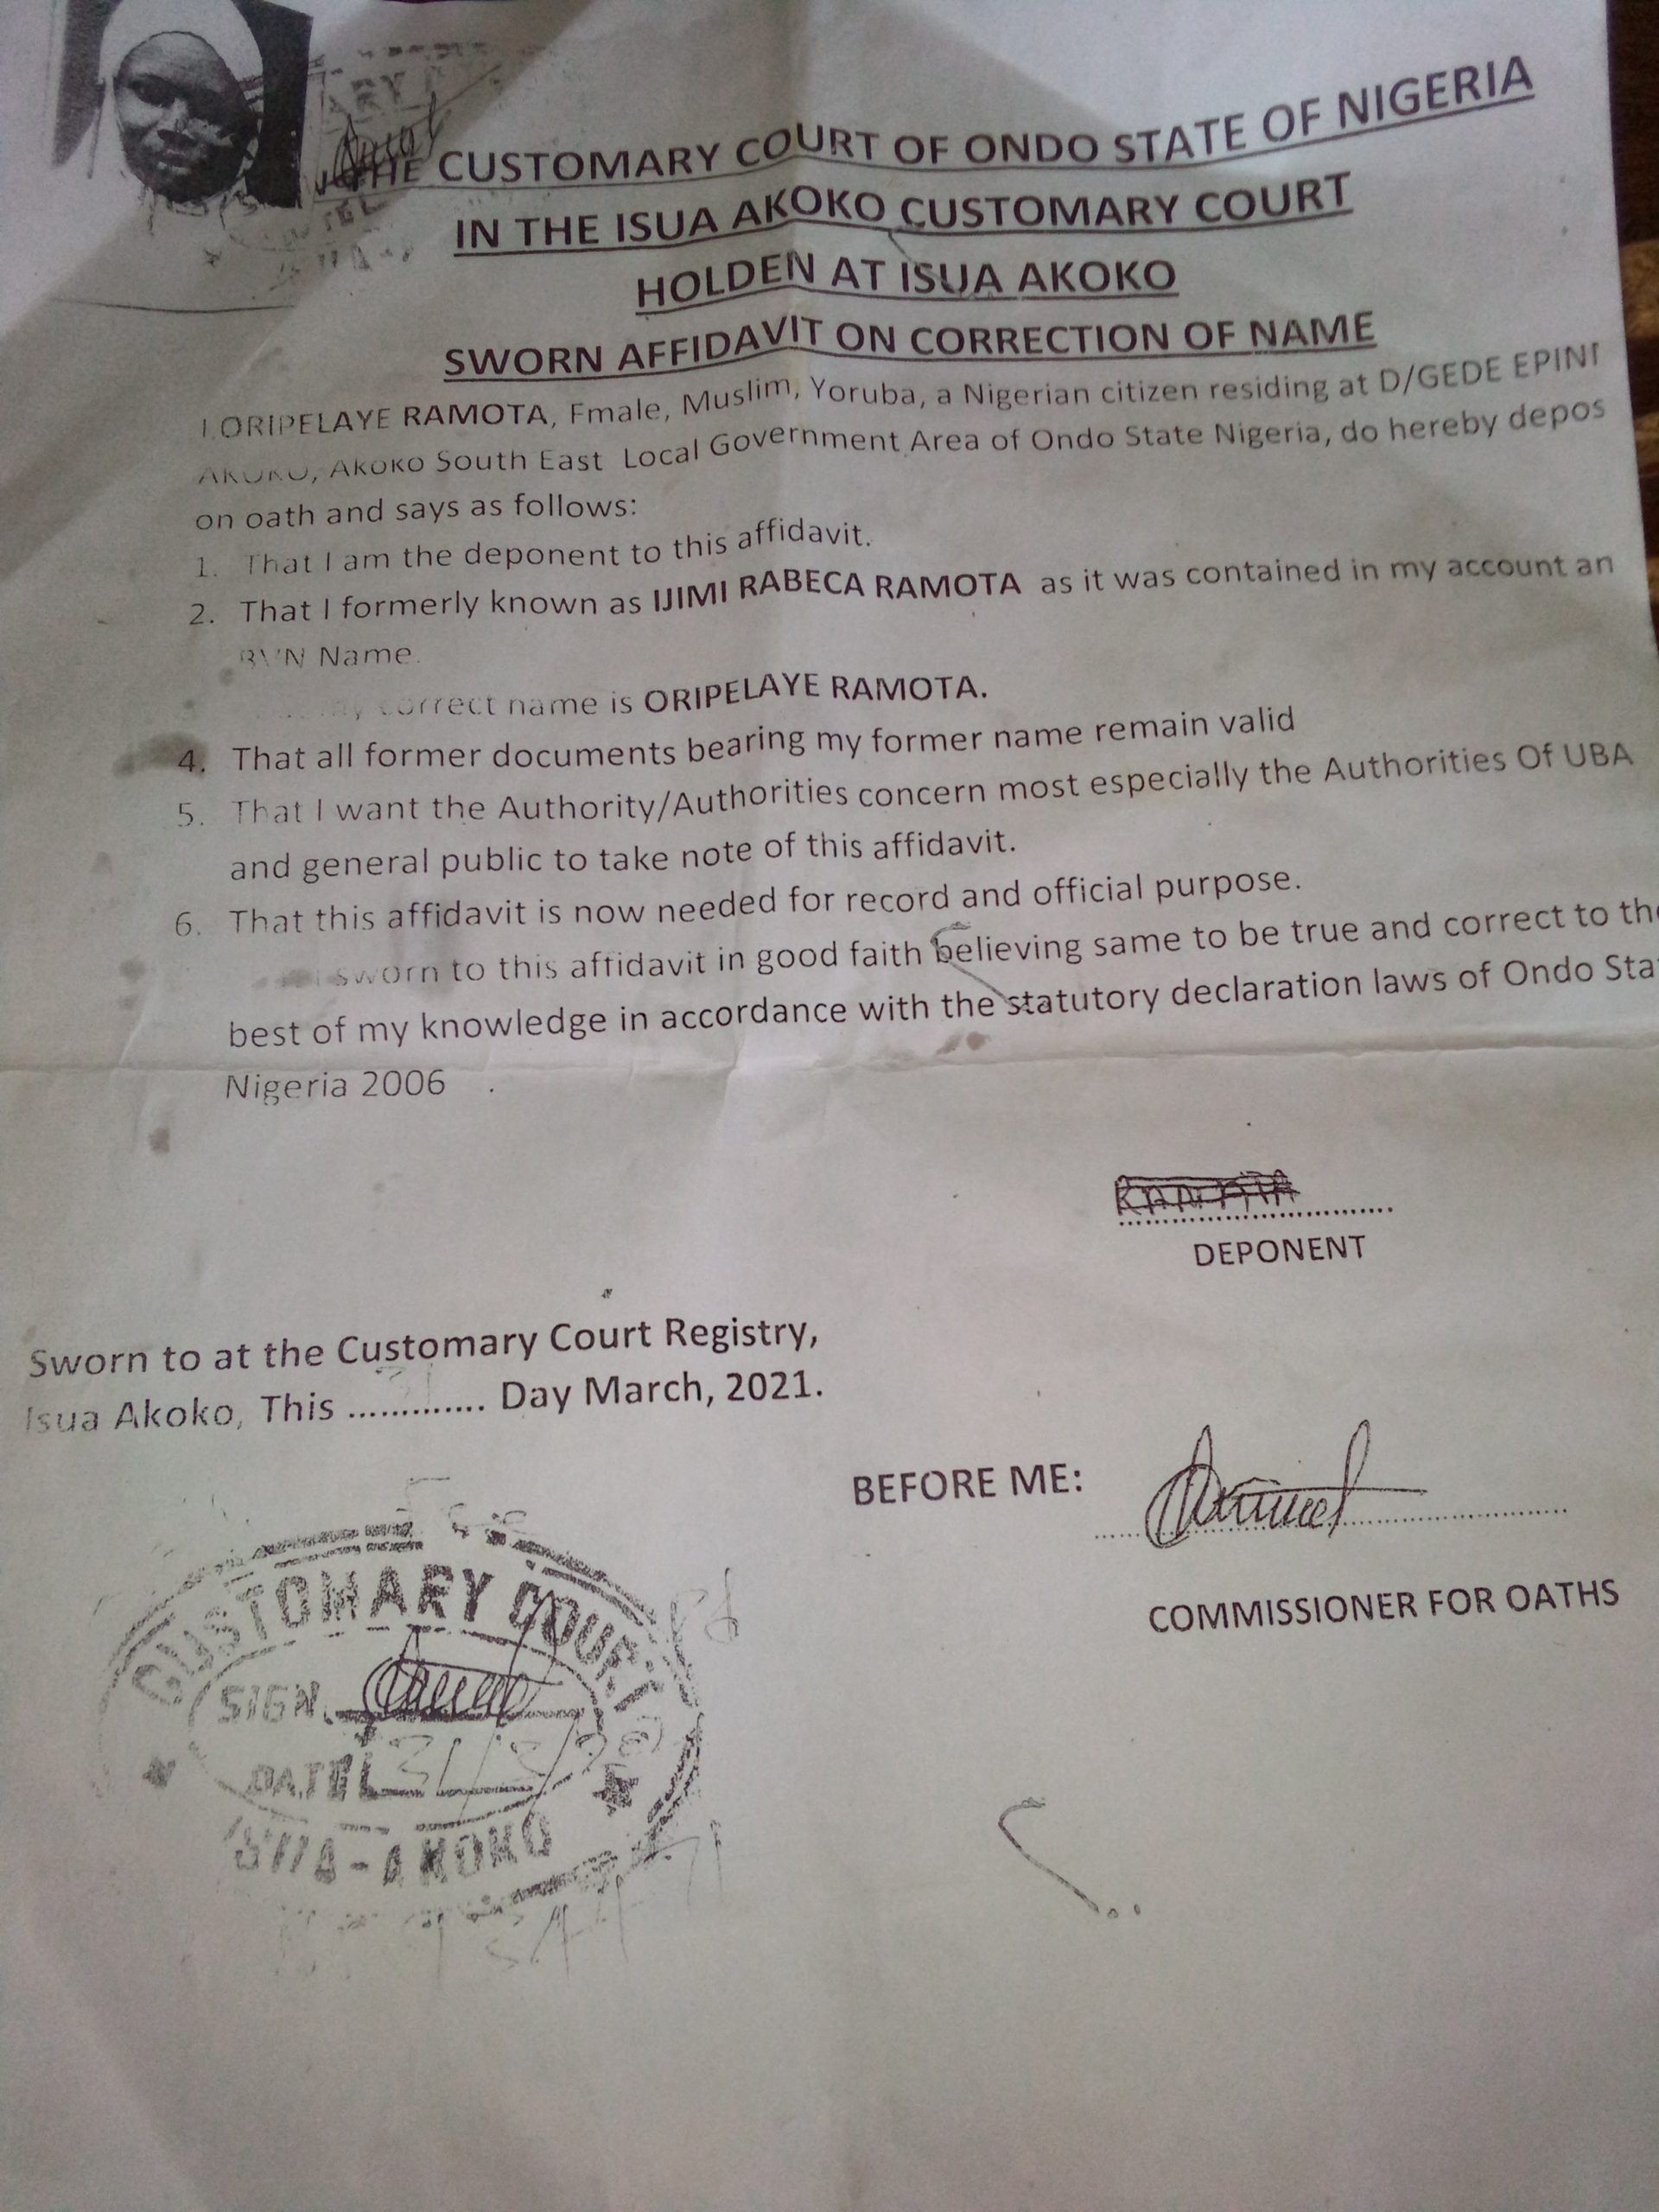 THE CUSTOMARY COURT OF ONDO STATE OF NIGERIA
IN THE ISUA AKOKO CUSTOMARY COURT
HOLDEN AT ISUA AKOKO
SWORN AFFIDAVIT ON CORRECTION OF NAME
I ORIPELAYE RAMOTA, Fmale, Muslim, Yoruba, a Nigerian citizen residing at D/GEDE EPINI
AKOKO, Akoko South East Local Government Area of Ondo State Nigeria, do hereby depos
on oath and says as follows:
1. That I am the deponent to this affidavit.
2. That I formerly known as IJIMI RABECA RAMOTA as it was contained in my account an
BVN Name.
correct name is ORIPELAYE RAMOTA.
4. That all former documents bearing my former name remain valid
5. That I want the Authority/Authorities concern most especially the Authorities Of UBA
and general public to take note of this affidavit.
6. That this affidavit is now needed for record and official purpose.
sworn to this affidavit in good faith believing same to be true and correct to the
best of my knowledge in accordance with the statutory declaration laws of Ondo Sta
Nigeria 2006
DEPONENT
Sworn to at the Customary Court Registry,
Isua Akoko, This ............. Day March, 2021.
BEFORE ME:
COMMISSIONER FOR OATHS
CUSTOMARY COURT
SIGN
DATE
ISUA-AKOKO